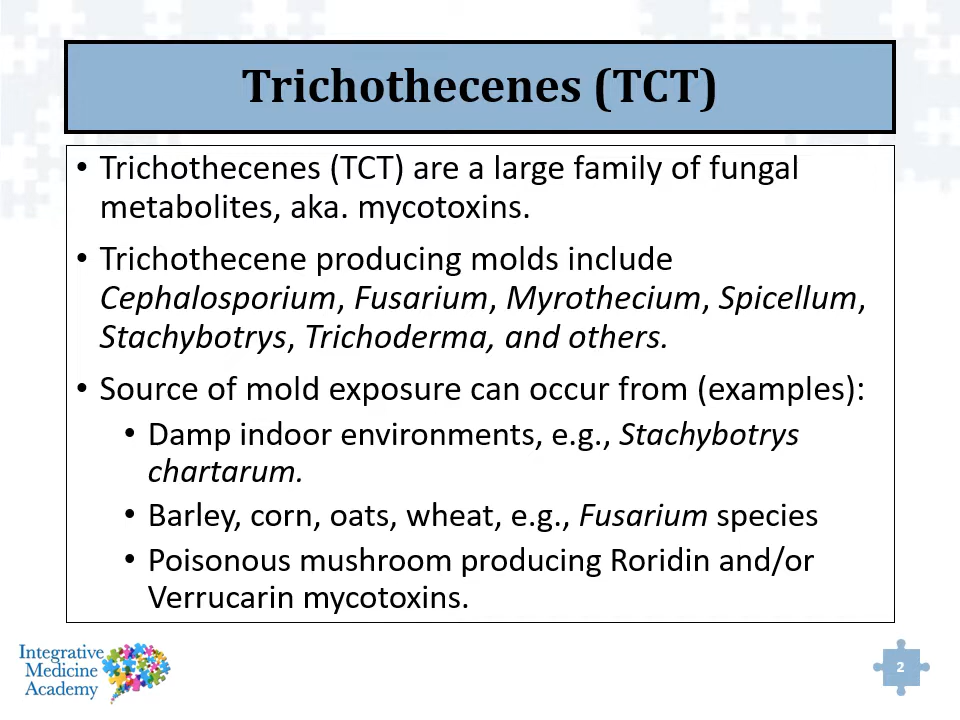 Trichothecenes (TCT)
• Trichothecenes (TCT) are a large family of fungal
metabolites, aka. mycotoxins.
• Trichothecene producing molds include
Cephalosporium, Fusarium, Myrothecium, Spicellum,
Stachybotrys, Trichoderma, and others.
• Source of mold exposure can occur from (examples):
• Damp indoor environments, e.g., Stachybotrys
chartarum.
• Barley, corn, oats, wheat, e.g., Fusarium species
• Poisonous mushroom producing Roridin and/or
Verrucarin mycotoxins.
Integrative
Medicine
Academy
2